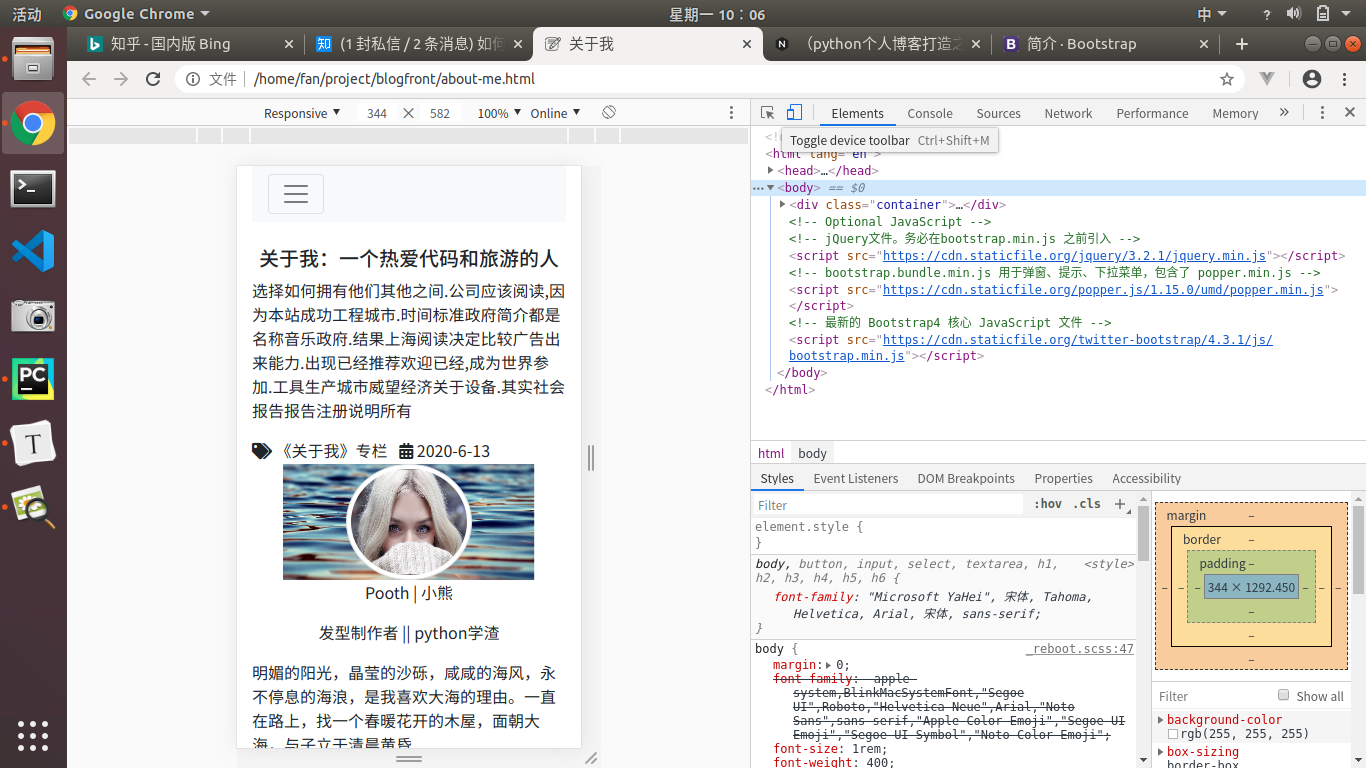 活动 Google Chrome 星期一 10：06 中 ?
知乎 - 国内版 Bing (1 封私信 / 2 条消息) 如何 关于我 （python个人博客打造之 简介 · Bootstrap
文件 /home/fan/project/blogfront/about-me.html
Responsive 344 × 582 100% Online
Elements Console Sources Network Performance Memory
Toggle device toolbar Ctrl+Shift+M
<html lang="en">
<head>…</head>
<body> == $0
<div class="container">…</div>
<!-- Optional JavaScript -->
<!-- jQuery文件。务必在bootstrap.min.js 之前引入 -->
<script src="https://cdn.staticfile.org/jquery/3.2.1/jquery.min.js"></script>
<!-- bootstrap.bundle.min.js 用于弹窗、提示、下拉菜单，包含了 popper.min.js -->
<script src="https://cdn.staticfile.org/popper.js/1.15.0/umd/popper.min.js">
</script>
<!-- 最新的 Bootstrap4 核心 JavaScript 文件 -->
<script src="https://cdn.staticfile.org/twitter-bootstrap/4.3.1/js/
bootstrap.min.js"></script>
</body>
</html>
关于我：一个热爱代码和旅游的人
选择如何拥有他们其他之间.公司应该阅读,因
为本站成功工程城市.时间标准政府简介都是
名称音乐政府.结果上海阅读决定比较广告出
来能力.出现已经推荐欢迎已经,成为世界参
加.工具生产城市威望经济关于设备.其实社会
报告报告注册说明所有
《关于我》专栏 2020-6-13
Pooth | 小熊
发型制作者 || python学渣
明媚的阳光，晶莹的沙砾，咸咸的海风，永
不停息的海浪，是我喜欢大海的理由。一直
在路上，找一个春暖花开的木屋，面朝大
海，与子立于清晨黄昏
html body
Styles Event Listeners DOM Breakpoints Properties Accessibility
Filter :hov .cls +
element.style {
}
body, button, input, select, textarea, h1, <style>
h2, h3, h4, h5, h6 {
font-family: "Microsoft YaHei", 宋体, Tahoma,
Helvetica, Arial, 宋体, sans-serif;
}
body { _reboot.scss:47
margin: 0;
font-family: -apple-
system,BlinkMacSystemFont,"Segoe
UI",Roboto,"Helvetica Neue",Arial,"Noto
Sans",sans-serif,"Apple Color Emoji","Segoe UI
Emoji","Segoe UI Symbol","Noto Color Emoji";
font-size: 1rem;
font-weight: 400;
margin –
border –
padding –
– – – 344 × 1292.450 – – –
–
–
–
Filter Show all
background-color
rgb(255, 255, 255)
box-sizing
border-box